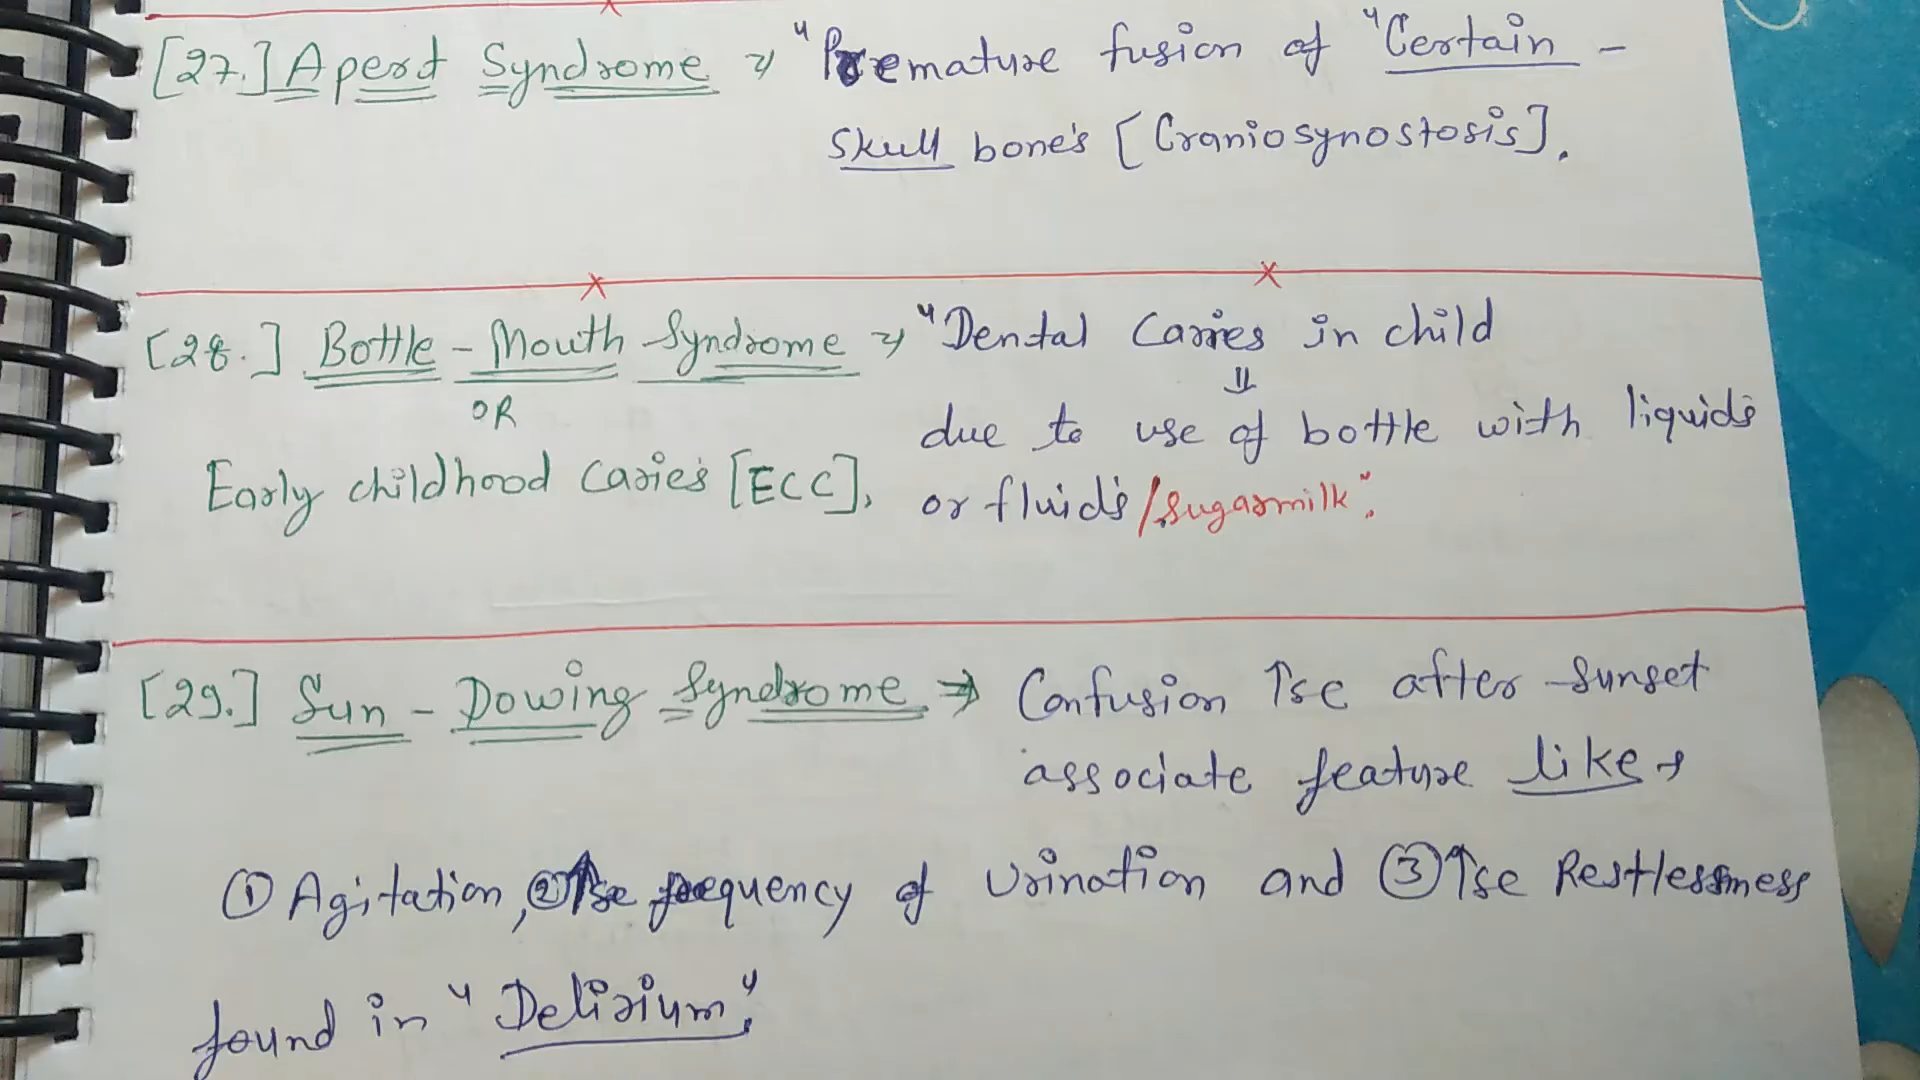 [27.] Apert Syndrome ⇒ "Premature fusion of "Certain -
Skull bone's [Craniosynostosis].
[28.] Bottle - Mouth Syndrome ⇒ "Dental Carries in child
⇓
OR
due to use of bottle with liquids
Early childhood Caries [ECC],
or fluid's/sugarmilk".
[29.] Sun - Dowing Syndrome ⇒ Confusion ↑se after sunset
associate feature like →
① Agitation, ②↑se frequency of Urination and ③↑se Restlessness
found in "Delirium".